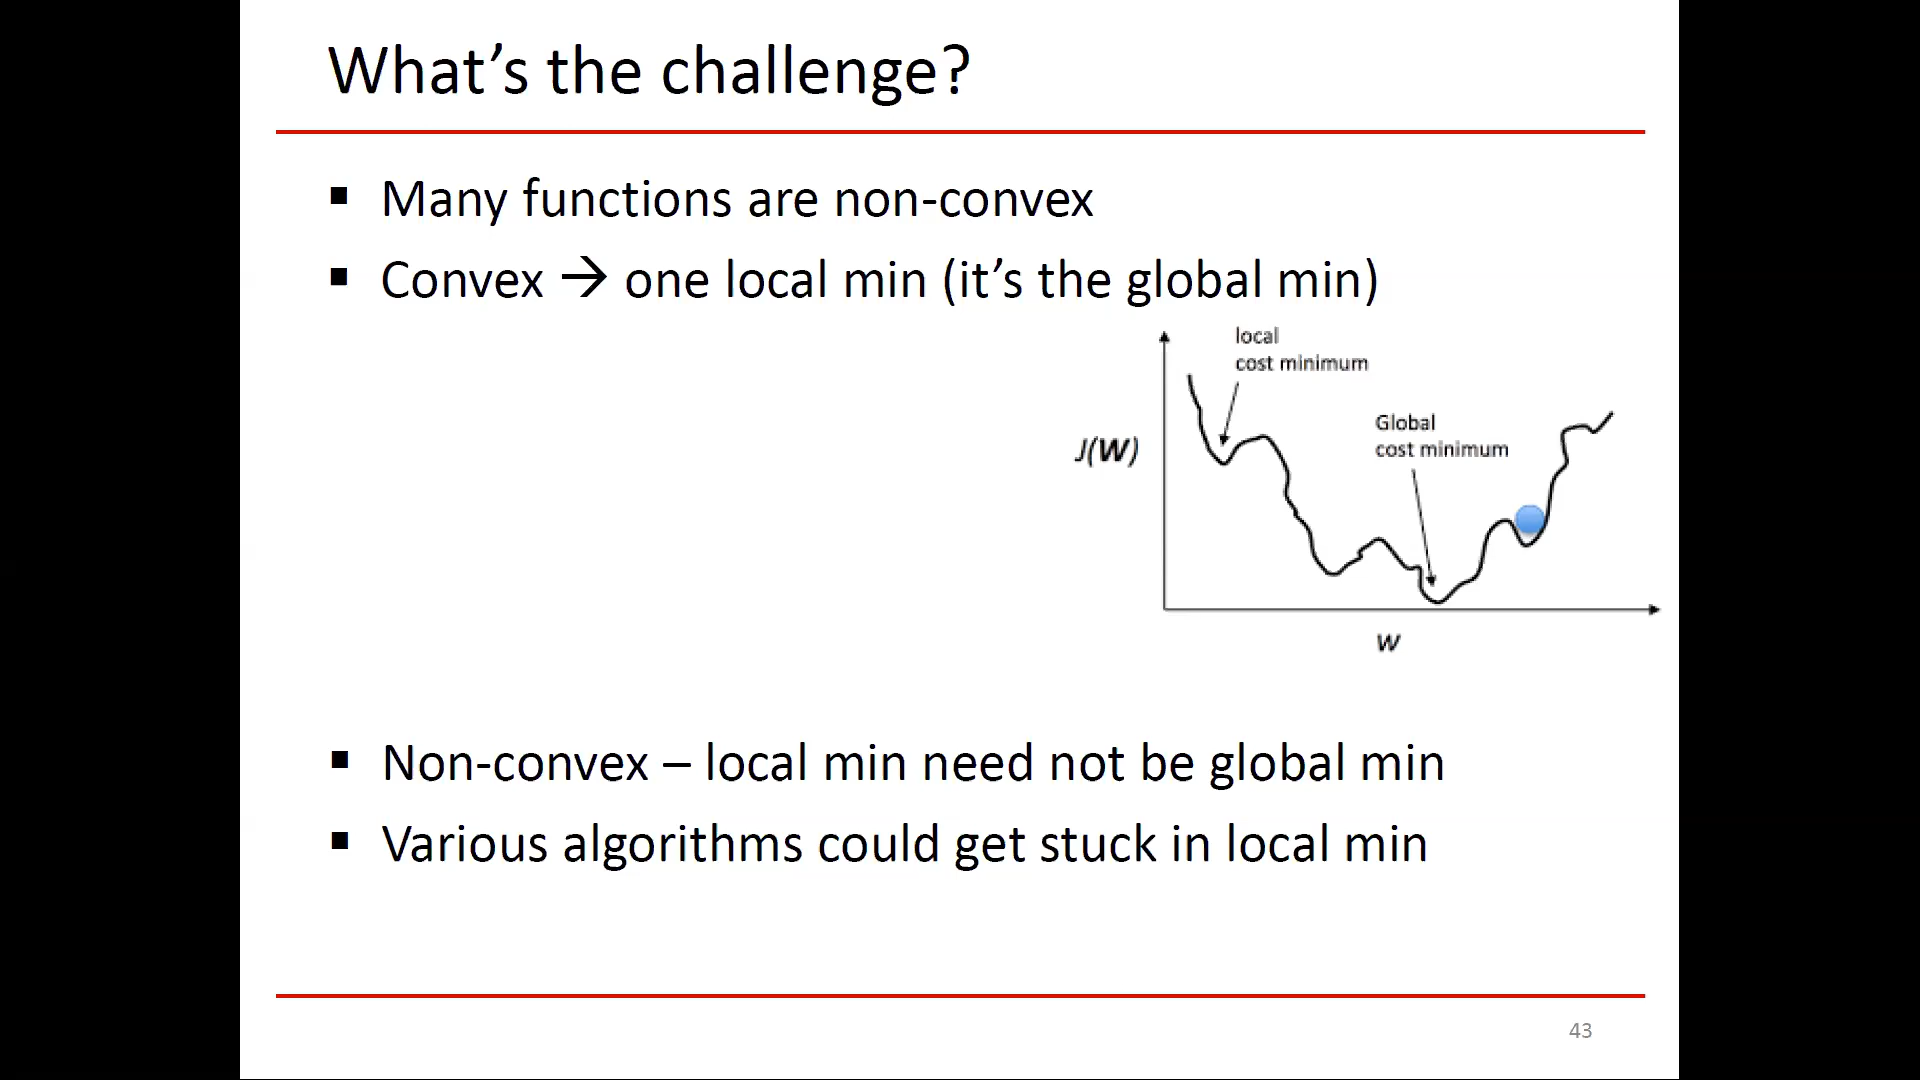 What’s the challenge?
▪ Many functions are non-convex
▪ Convex → one local min (it’s the global min)
local
cost minimum
Global
cost minimum
J(W)
w
▪ Non-convex – local min need not be global min
▪ Various algorithms could get stuck in local min
43